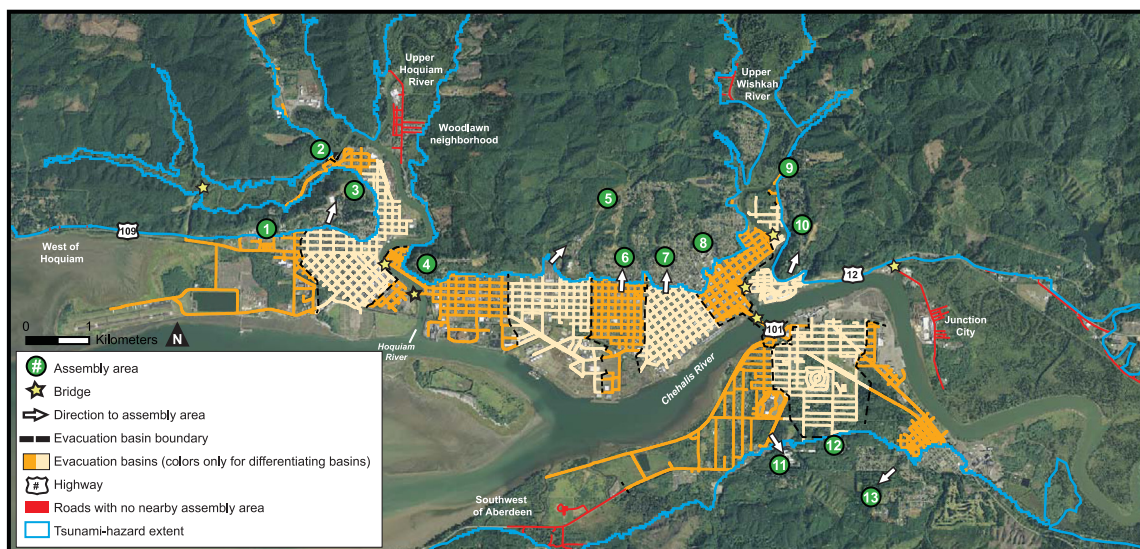 Upper
Hoquiam
River
Woodlawn
neighborhood
Upper
Wishkah
River
2
3
9
5
1
109
West of
Hoquiam
4
10
8
6
7
12
0 1
Kilometers
N
Hoquiam
River
Chehalis River
101
Junction
City
# Assembly area
Bridge
Direction to assembly area
Evacuation basin boundary
Evacuation basins (colors only for differentiating basins)
# Highway
Roads with no nearby assembly area
Tsunami-hazard extent
12
11
13
Southwest
of Aberdeen